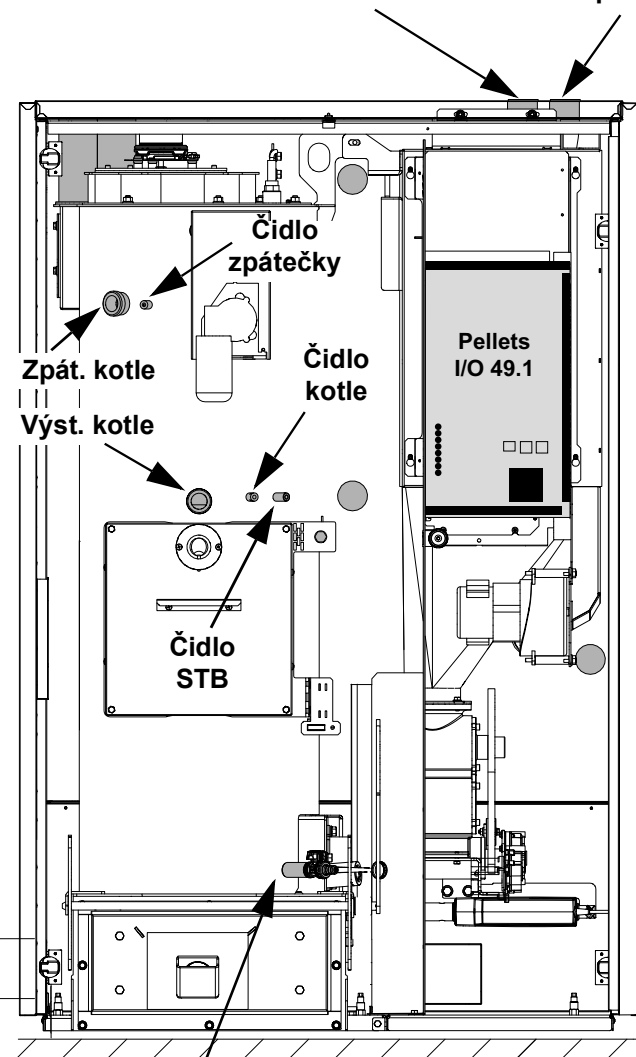 Čidlo
zpátečky
Pellets
I/O 49.1
Zpát. kotle
Čidlo
kotle
Výst. kotle
Čidlo
STB